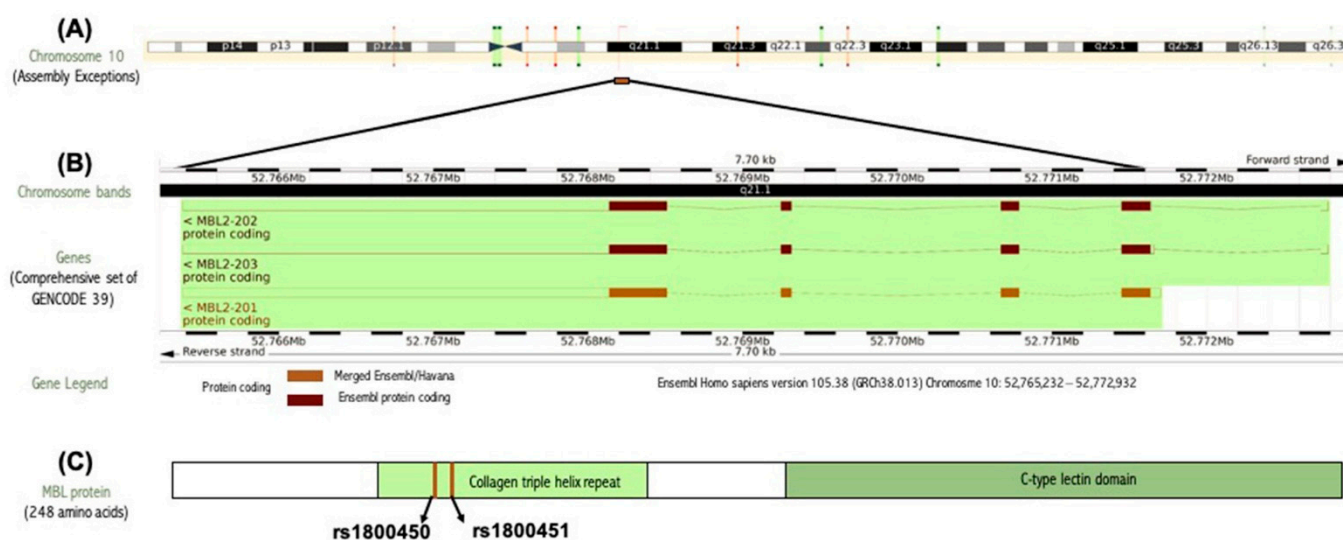 (A)
Chromosome 10
(Assembly Exceptions)
p14 p13 p12.1 q21.1 q21.3 q22.1 q22.3 q23.1 q25.1 q25.3 q26.13 q26.3
(B)
7.70 kb Forward strand
52.766Mb 52.767Mb 52.768Mb 52.769Mb 52.770Mb 52.771Mb 52.772Mb
Chromosome bands
q21.1
Genes
(Comprehensive set of
GENCODE 39)
< MBL2-202
protein coding
< MBL2-203
protein coding
< MBL2-201
protein coding
52.766Mb 52.767Mb 52.768Mb 52.769Mb 52.770Mb 52.771Mb 52.772Mb
Reverse strand 7.70 kb
Gene Legend
Protein coding
Merged Ensembl/Havana
Ensembl protein coding
Ensembl Homo sapiens version 105.38 (GRCh38.013) Chromosme 10: 52,765,232 – 52,772,932
(C)
MBL protein
(248 amino acids)
Collagen triple helix repeat
C-type lectin domain
rs1800450 rs1800451